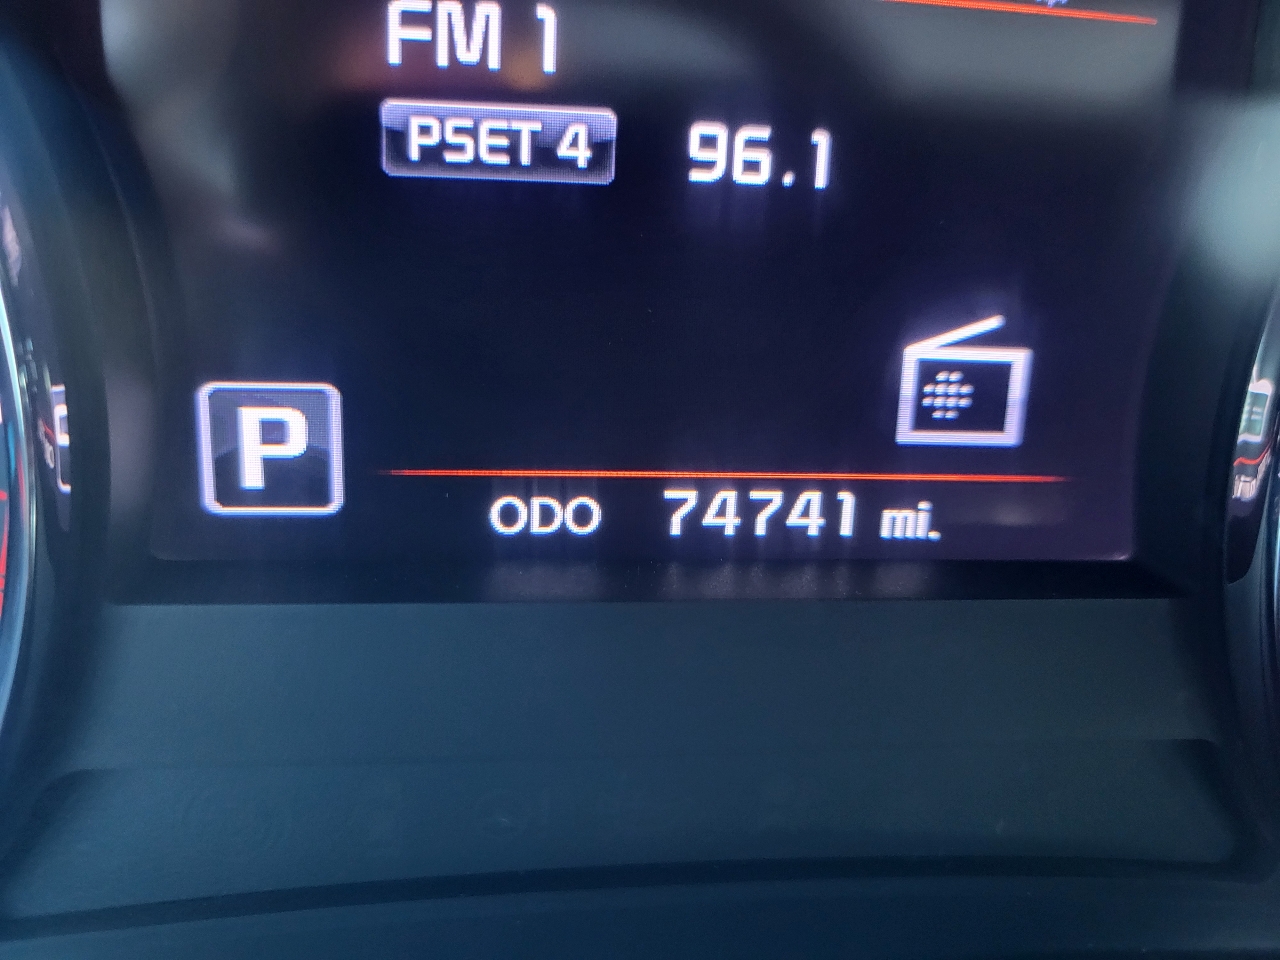 FM 1
PSET 4 96.1
P
ODO 74741 mi.